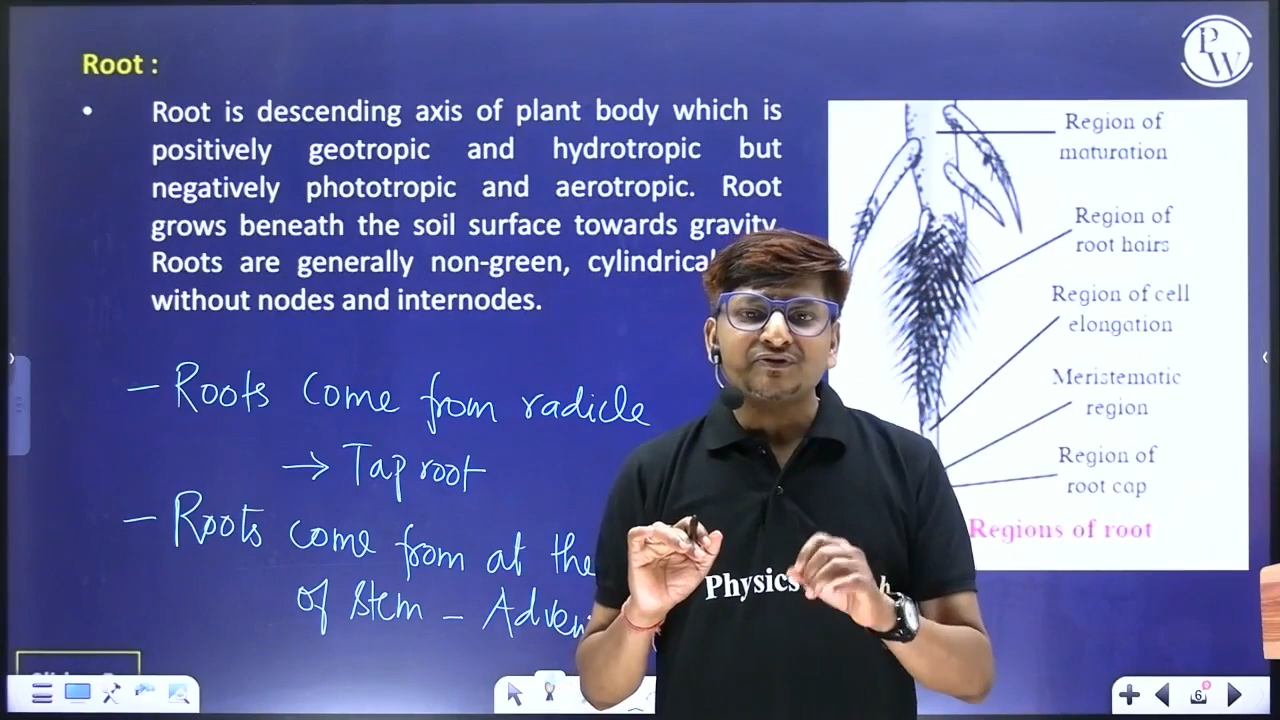 Root :
PW
• Root is descending axis of plant body which is
positively geotropic and hydrotropic but
negatively phototropic and aerotropic. Root
grows beneath the soil surface towards gravity.
Roots are generally non-green, cylindrical
without nodes and internodes.
Region of
maturation
Region of
root hairs
Region of cell
elongation
Meristematic
region
Region of
root cap
Regions of root
– Roots come from radicle
→ Tap root
– Roots come from at the
of stem –
Physics
6